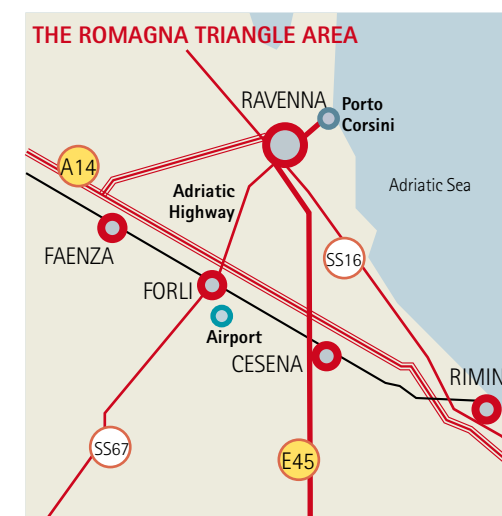 THE ROMAGNA TRIANGLE AREA
RAVENNA
Porto
Corsini
A14
Adriatic
Highway
Adriatic Sea
FAENZA
SS16
FORLI
Airport
CESENA
RIMIN
SS67
E45